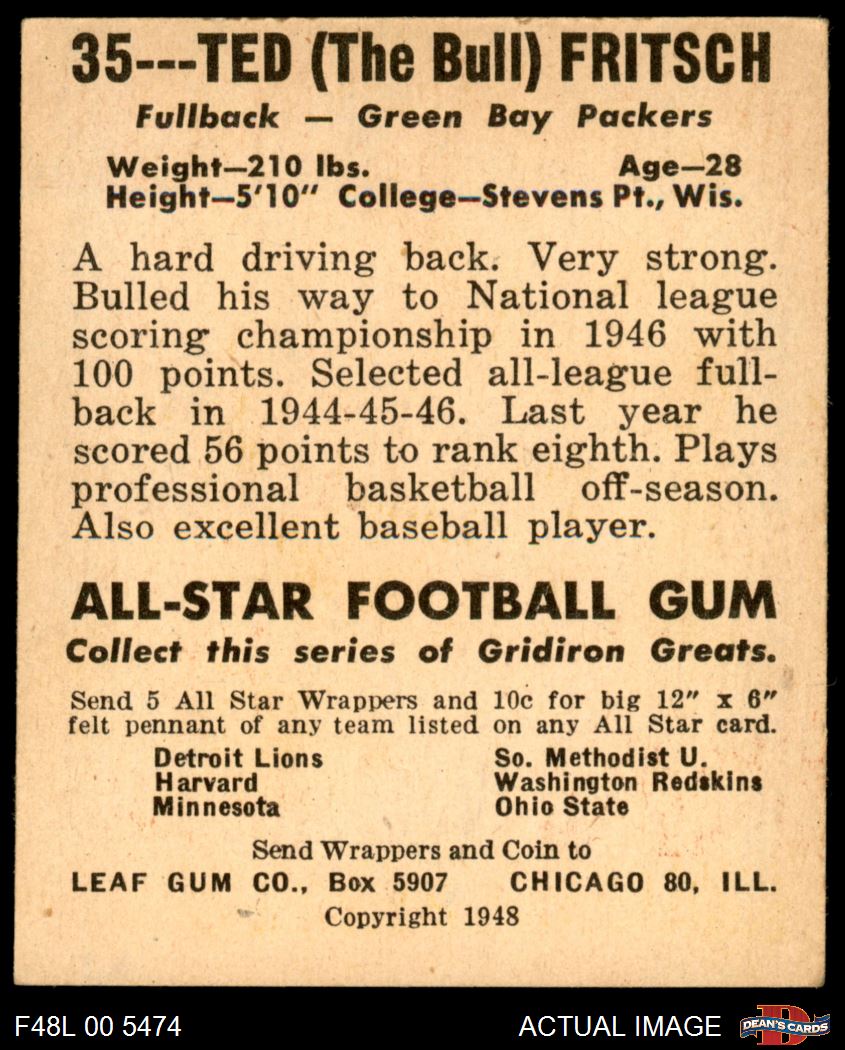 35---TED (The Bull) FRITSCH
Fullback — Green Bay Packers
Weight—210 lbs. Age—28
Height—5'10" College—Stevens Pt., Wis.
A hard driving back. Very strong.
Bulled his way to National league
scoring championship in 1946 with
100 points. Selected all-league full-
back in 1944-45-46. Last year he
scored 56 points to rank eighth. Plays
professional basketball off-season.
Also excellent baseball player.
ALL-STAR FOOTBALL GUM
Collect this series of Gridiron Greats.
Send 5 All Star Wrappers and 10c for big 12" x 6"
felt pennant of any team listed on any All Star card.
Detroit Lions So. Methodist U.
Harvard Washington Redskins
Minnesota Ohio State
Send Wrappers and Coin to
LEAF GUM CO., Box 5907 CHICAGO 80, ILL.
Copyright 1948
F48L 00 5474 ACTUAL IMAGE DEAN'S CARDS